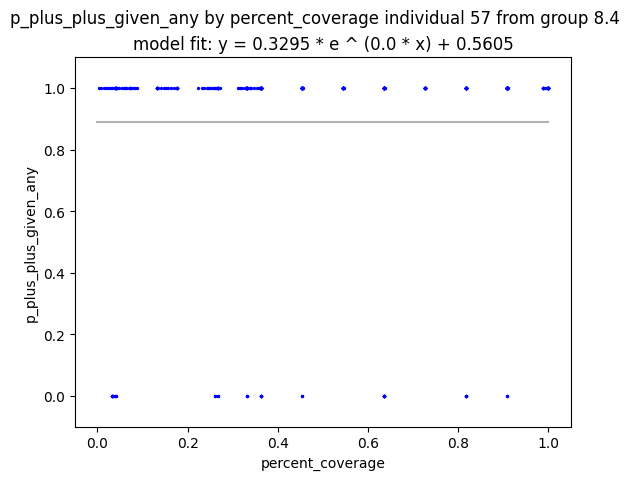 p_plus_plus_given_any by percent_coverage individual 57 from group 8.4
model fit: y = 0.3295 * e ^ (0.0 * x) + 0.5605
1.0
0.8
0.6
0.4
0.2
0.0
p_plus_plus_given_any
0.0 0.2 0.4 0.6 0.8 1.0
percent_coverage